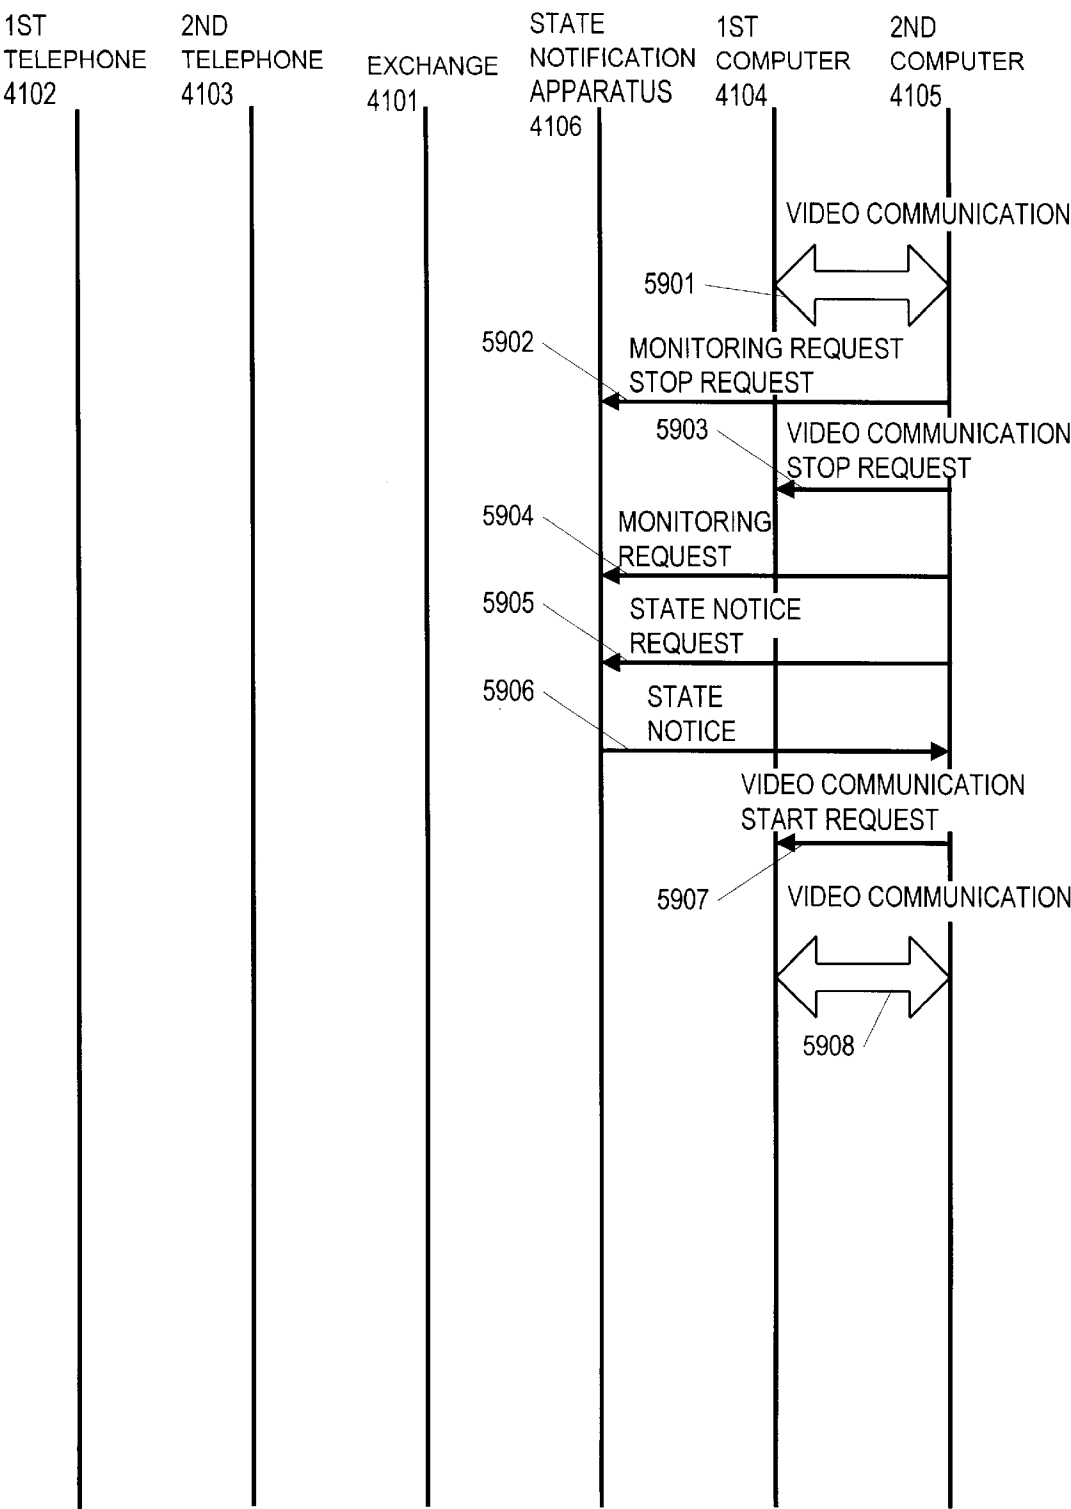 1ST
TELEPHONE
4102
2ND
TELEPHONE
4103
EXCHANGE
4101
STATE
NOTIFICATION
APPARATUS
4106
1ST
COMPUTER
4104
2ND
COMPUTER
4105
VIDEO COMMUNICATION
5901
5902
MONITORING REQUEST
STOP REQUEST
5903
VIDEO COMMUNICATION
STOP REQUEST
5904
MONITORING
REQUEST
5905
STATE NOTICE
REQUEST
5906
STATE
NOTICE
VIDEO COMMUNICATION
START REQUEST
5907
VIDEO COMMUNICATION
5908